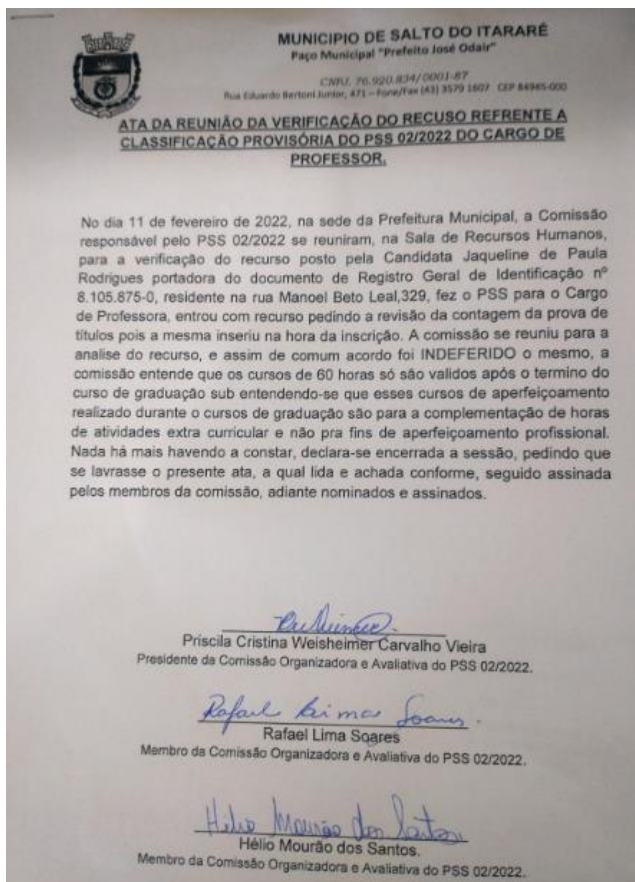 MUNICIPIO DE SALTO DO ITARARÉ
Paço Municipal "Prefeito José Odair"
CNPJ. 76.920.834/0001-87
Rua Eduardo Bertoni Junior, 471 – Fone/Fax (43) 3579 1607 CEP 84945-000
ATA DA REUNIÃO DA VERIFICAÇÃO DO RECUSO REFRENTE A
CLASSIFICAÇÃO PROVISÓRIA DO PSS 02/2022 DO CARGO DE
PROFESSOR.
No dia 11 de fevereiro de 2022, na sede da Prefeitura Municipal, a Comissão
responsável pelo PSS 02/2022 se reuniram, na Sala de Recursos Humanos,
para a verificação do recurso posto pela Candidata Jaqueline de Paula
Rodrigues portadora do documento de Registro Geral de Identificação nº
8.105.875-0, residente na rua Manoel Beto Leal,329, fez o PSS para o Cargo
de Professora, entrou com recurso pedindo a revisão da contagem da prova de
títulos pois a mesma inseriu na hora da inscrição. A comissão se reuniu para a
analise do recurso, e assim de comum acordo foi INDEFERIDO o mesmo, a
comissão entende que os cursos de 60 horas só são validos após o termino do
curso de graduação sub entendendo-se que esses cursos de aperfeiçoamento
realizado durante o cursos de graduação são para a complementação de horas
de atividades extra curricular e não pra fins de aperfeiçoamento profissional.
Nada há mais havendo a constar, declara-se encerrada a sessão, pedindo que
se lavrasse o presente ata, a qual lida e achada conforme, seguido assinada
pelos membros da comissão, adiante nominados e assinados.
Priscila Cristina Weisheimer Carvalho Vieira
Presidente da Comissão Organizadora e Avaliativa do PSS 02/2022.
Rafael Lima Soares
Rafael Lima Soares
Membro da Comissão Organizadora e Avaliativa do PSS 02/2022.
Helio Mourão dos Santos
Hélio Mourão dos Santos.
Membro da Comissão Organizadora e Avaliativa do PSS 02/2022.